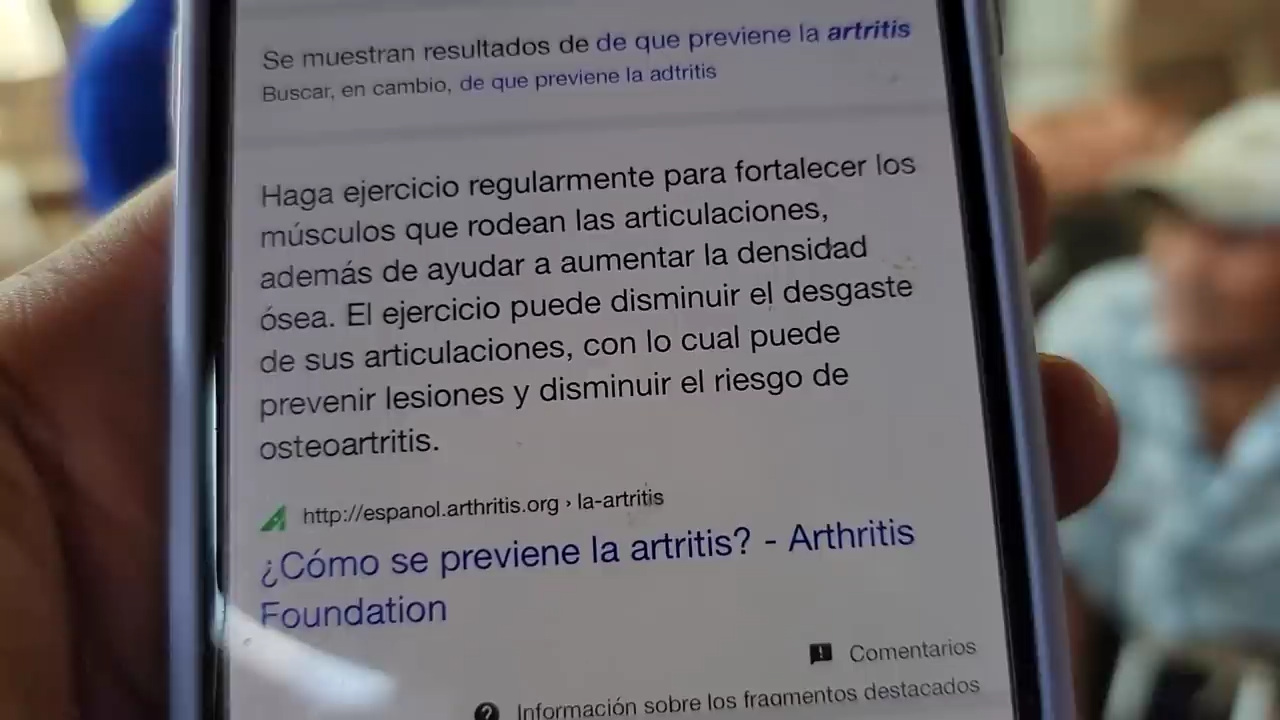 Se muestran resultados de de que previene la artritis
Buscar, en cambio, de que previene la adtritis
Haga ejercicio regularmente para fortalecer los
músculos que rodean las articulaciones,
además de ayudar a aumentar la densidad
ósea. El ejercicio puede disminuir el desgaste
de sus articulaciones, con lo cual puede
prevenir lesiones y disminuir el riesgo de
osteoartritis.
http://espanol.arthritis.org › la-artritis
¿Cómo se previene la artritis? - Arthritis
Foundation
Comentarios
Información sobre los fragmentos destacados